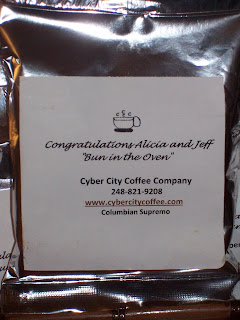 Congratulations Alicia and Jeff
"Bun in the Oven"
Cyber City Coffee Company
248-821-9208
www.cybercitycoffee.com
Columbian Supremo